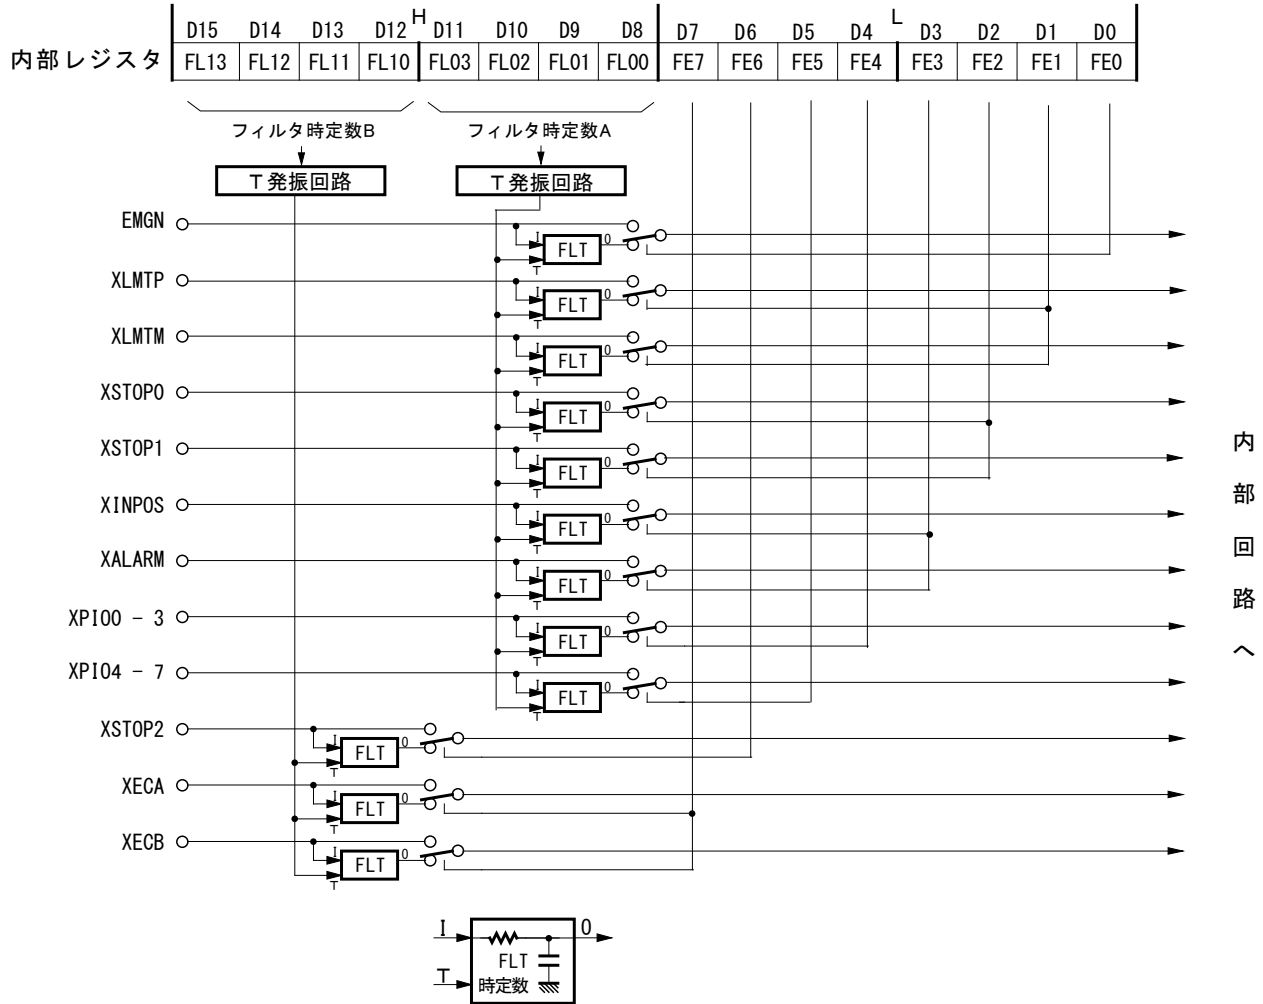 H L
D15 D14 D13 D12 D11 D10 D9 D8 D7 D6 D5 D4 D3 D2 D1 D0
内部レジスタ FL13 FL12 FL11 FL10 FL03 FL02 FL01 FL00 FE7 FE6 FE5 FE4 FE3 FE2 FE1 FE0
フィルタ時定数B フィルタ時定数A
T発振回路 T発振回路
EMGN
I FLT O
T
XLMTP
I FLT O
T
XLMTM
I FLT O
T
XSTOP0
I FLT O
T
XSTOP1
I FLT O
T
XINPOS
I FLT O
T
XALARM
I FLT O
T
XPIO0 - 3
I FLT O
T
XPIO4 - 7
I FLT O
T
XSTOP2
I FLT O
T
XECA
I FLT O
T
XECB
I FLT O
T
内部回路へ
I O
FLT
T 時定数